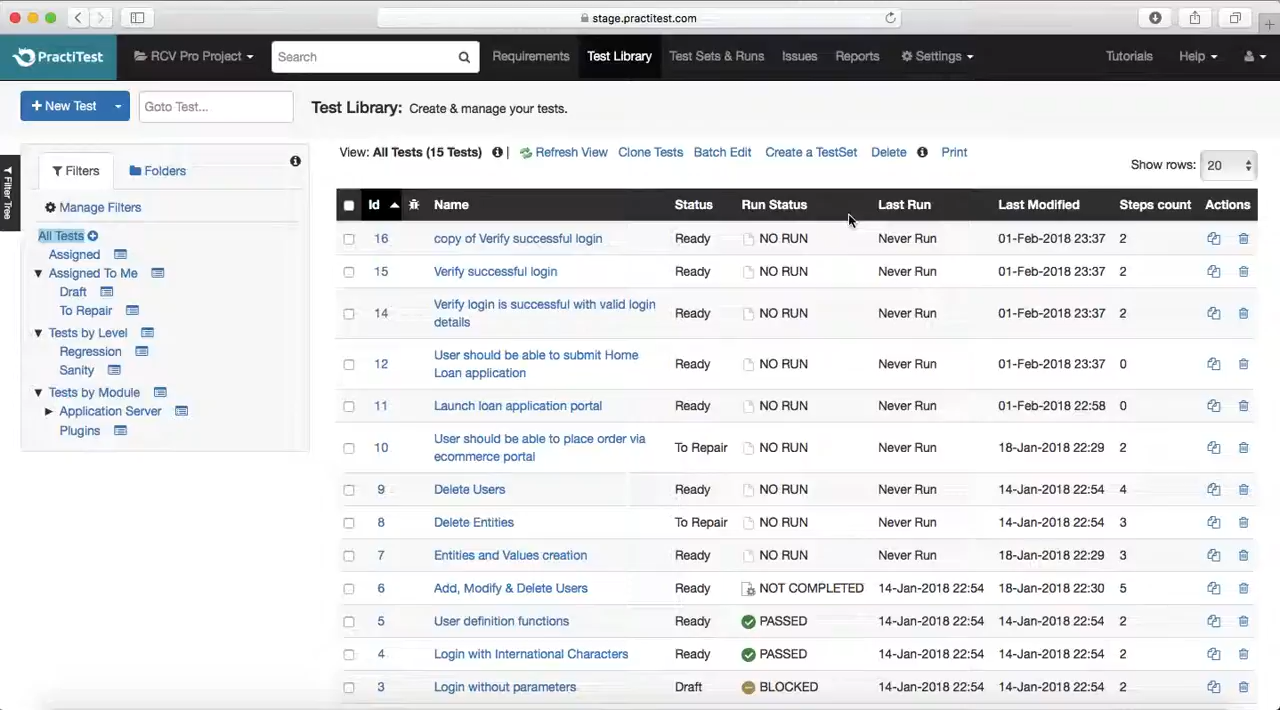 stage.practitest.com
PractiTest
RCV Pro Project
Search
Requirements
Test Library
Test Sets & Runs
Issues
Reports
Settings
Tutorials
Help
+ New Test
Goto Test...
Test Library: Create & manage your tests.
Filter Tree
Filters
Folders
Manage Filters
All Tests
Assigned
Assigned To Me
Draft
To Repair
Tests by Level
Regression
Sanity
Tests by Module
Application Server
Plugins
View: All Tests (15 Tests) | Refresh View Clone Tests Batch Edit Create a TestSet Delete Print
Show rows: 20
Id Name Status Run Status Last Run Last Modified Steps count Actions
16 copy of Verify successful login Ready NO RUN Never Run 01-Feb-2018 23:37 2
15 Verify successful login Ready NO RUN Never Run 01-Feb-2018 23:37 2
14 Verify login is successful with valid login
details Ready NO RUN Never Run 01-Feb-2018 23:37 2
12 User should be able to submit Home
Loan application Ready NO RUN Never Run 01-Feb-2018 23:37 0
11 Launch loan application portal Ready NO RUN Never Run 01-Feb-2018 22:58 0
10 User should be able to place order via
ecommerce portal To Repair NO RUN Never Run 18-Jan-2018 22:29 2
9 Delete Users Ready NO RUN Never Run 14-Jan-2018 22:54 4
8 Delete Entities To Repair NO RUN Never Run 14-Jan-2018 22:54 3
7 Entities and Values creation Ready NO RUN Never Run 18-Jan-2018 22:29 3
6 Add, Modify & Delete Users Ready NOT COMPLETED 14-Jan-2018 22:54 18-Jan-2018 22:30 5
5 User definition functions Ready PASSED 14-Jan-2018 22:54 14-Jan-2018 22:54 2
4 Login with International Characters Ready PASSED 14-Jan-2018 22:54 14-Jan-2018 22:54 2
3 Login without parameters Draft BLOCKED 14-Jan-2018 22:54 14-Jan-2018 22:54 2